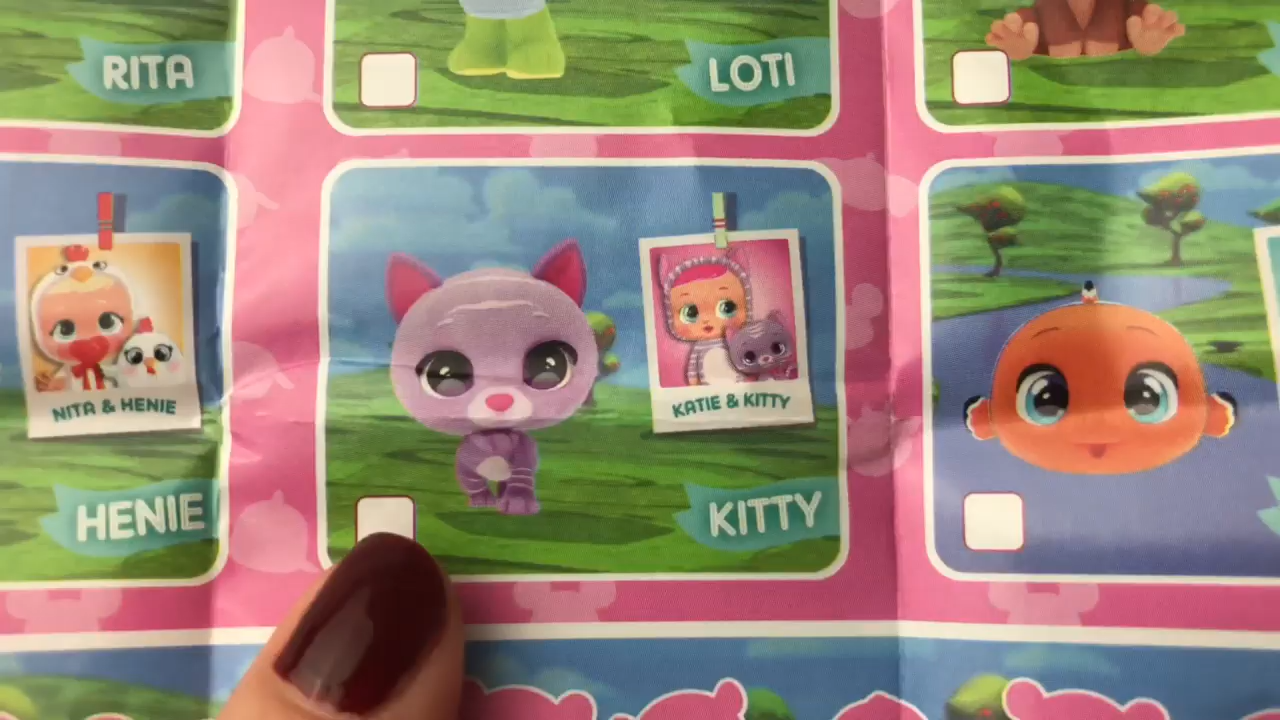 RITA
LOTI
NITA & HENIE
HENIE
KATIE & KITTY
KITTY